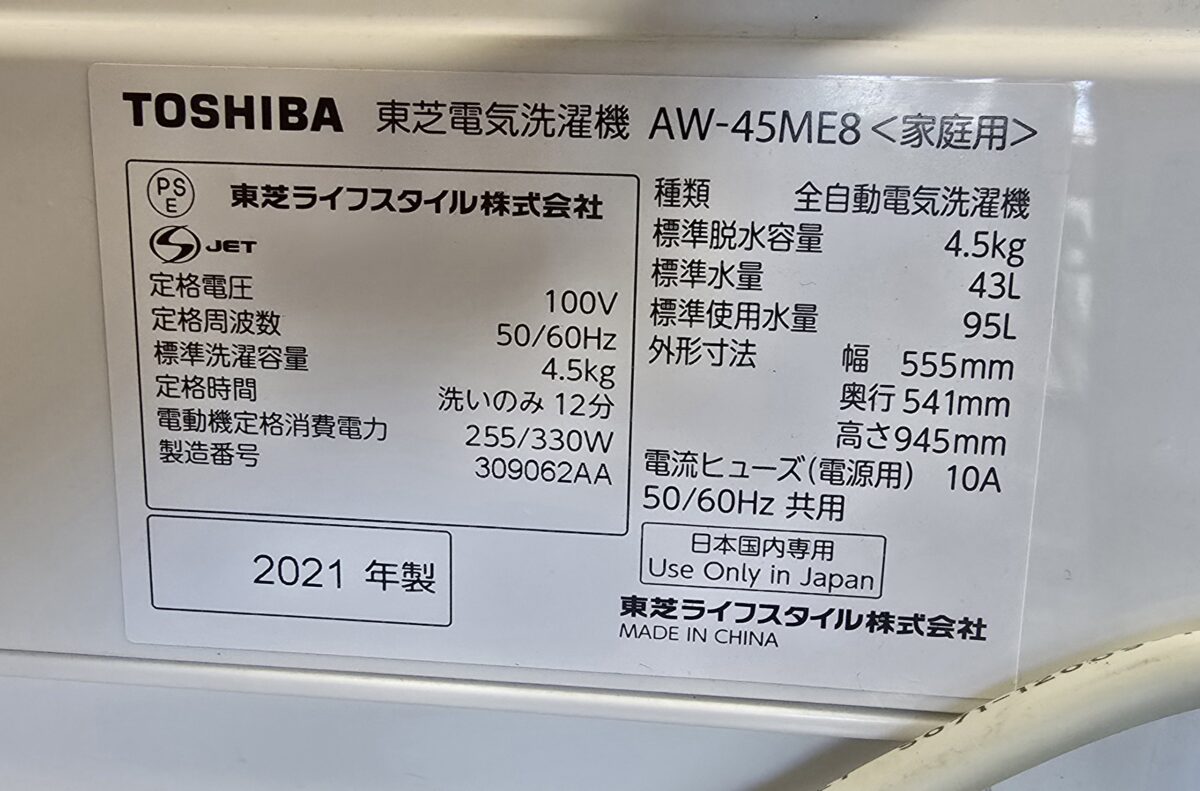 TOSHIBA 東芝電気洗濯機 AW-45ME8<家庭用>
PSE 東芝ライフスタイル株式会社
S JET
定格電圧 100V
定格周波数 50/60Hz
標準洗濯容量 4.5kg
定格時間 洗いのみ 12分
電動機定格消費電力 255/330W
製造番号 309062AA
2021 年製
種類 全自動電気洗濯機
標準脱水容量 4.5kg
標準水量 43L
標準使用水量 95L
外形寸法 幅 555mm
奥行 541mm
高さ 945mm
電流ヒューズ(電源用) 10A
50/60Hz 共用
日本国内専用
Use Only in Japan
東芝ライフスタイル株式会社
MADE IN CHINA